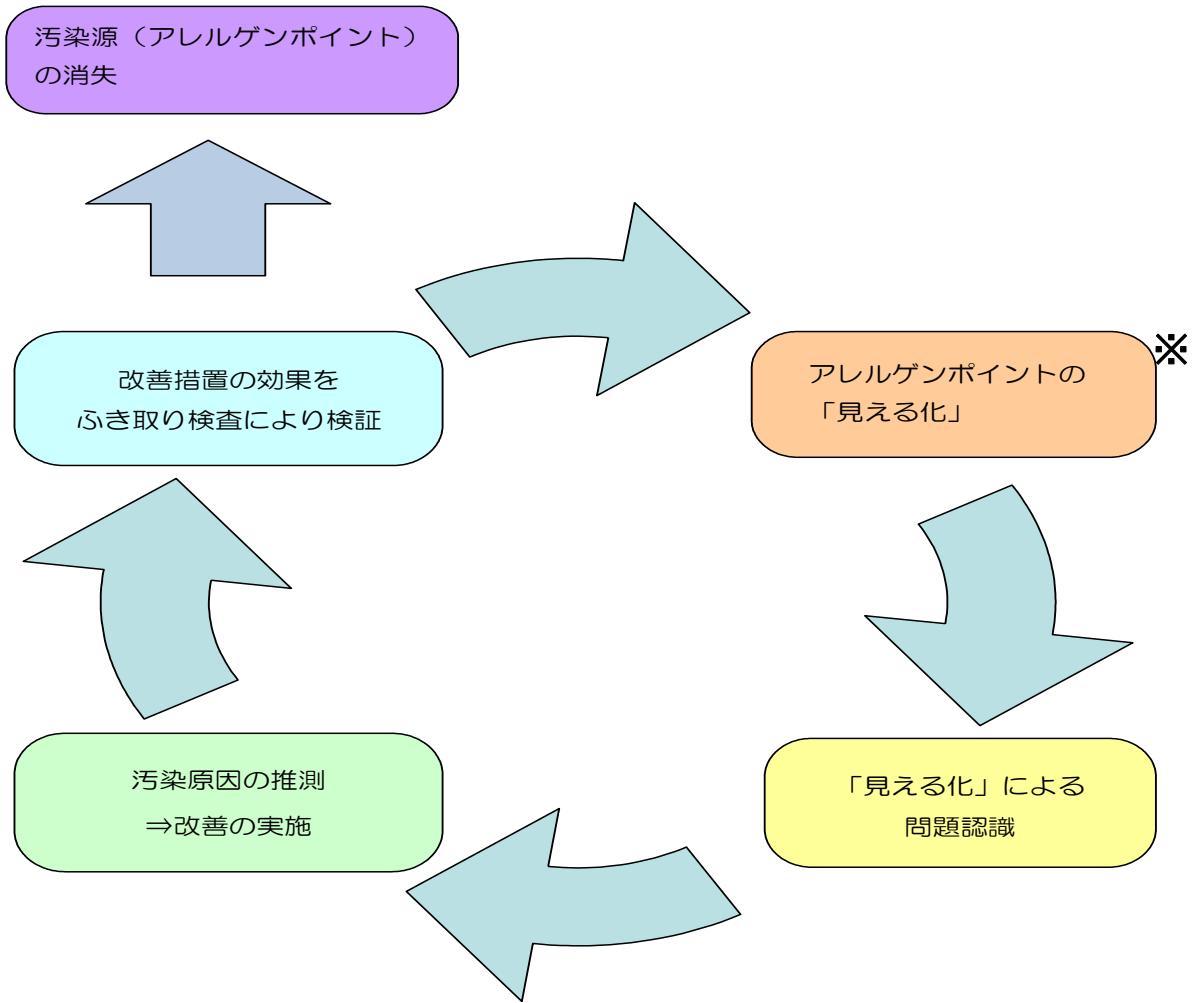 汚染源（アレルゲンポイント）
の消失
改善措置の効果を
ふき取り検査により検証
アレルゲンポイントの
「見える化」
※
汚染原因の推測
⇒改善の実施
「見える化」による
問題認識